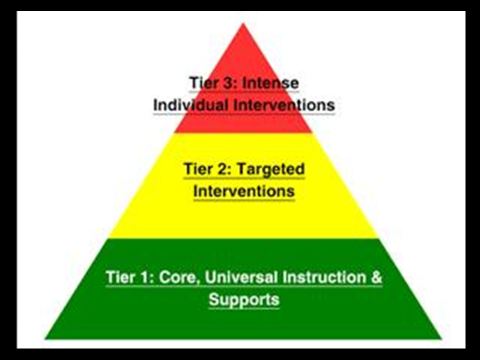 Tier 3: Intense
Individual Interventions
Tier 2: Targeted
Interventions
Tier 1: Core, Universal Instruction &
Supports